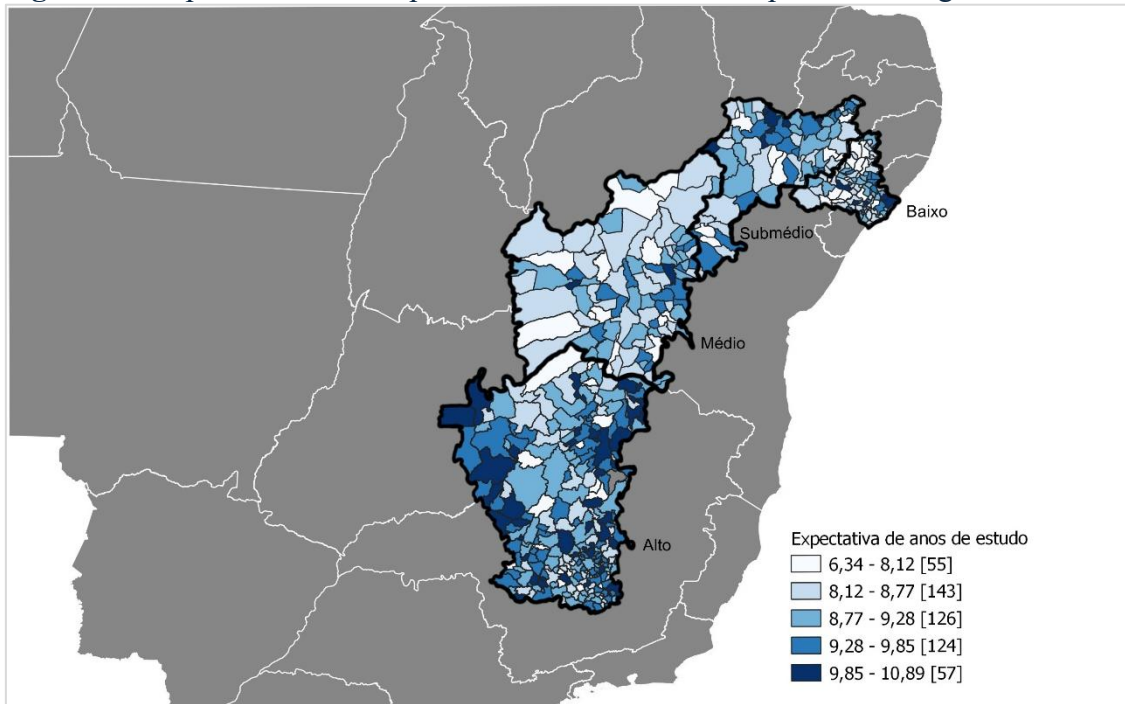 Baixo
Submédio
Médio
Alto
Expectativa de anos de estudo
6,34 - 8,12 [55]
8,12 - 8,77 [143]
8,77 - 9,28 [126]
9,28 - 9,85 [124]
9,85 - 10,89 [57]